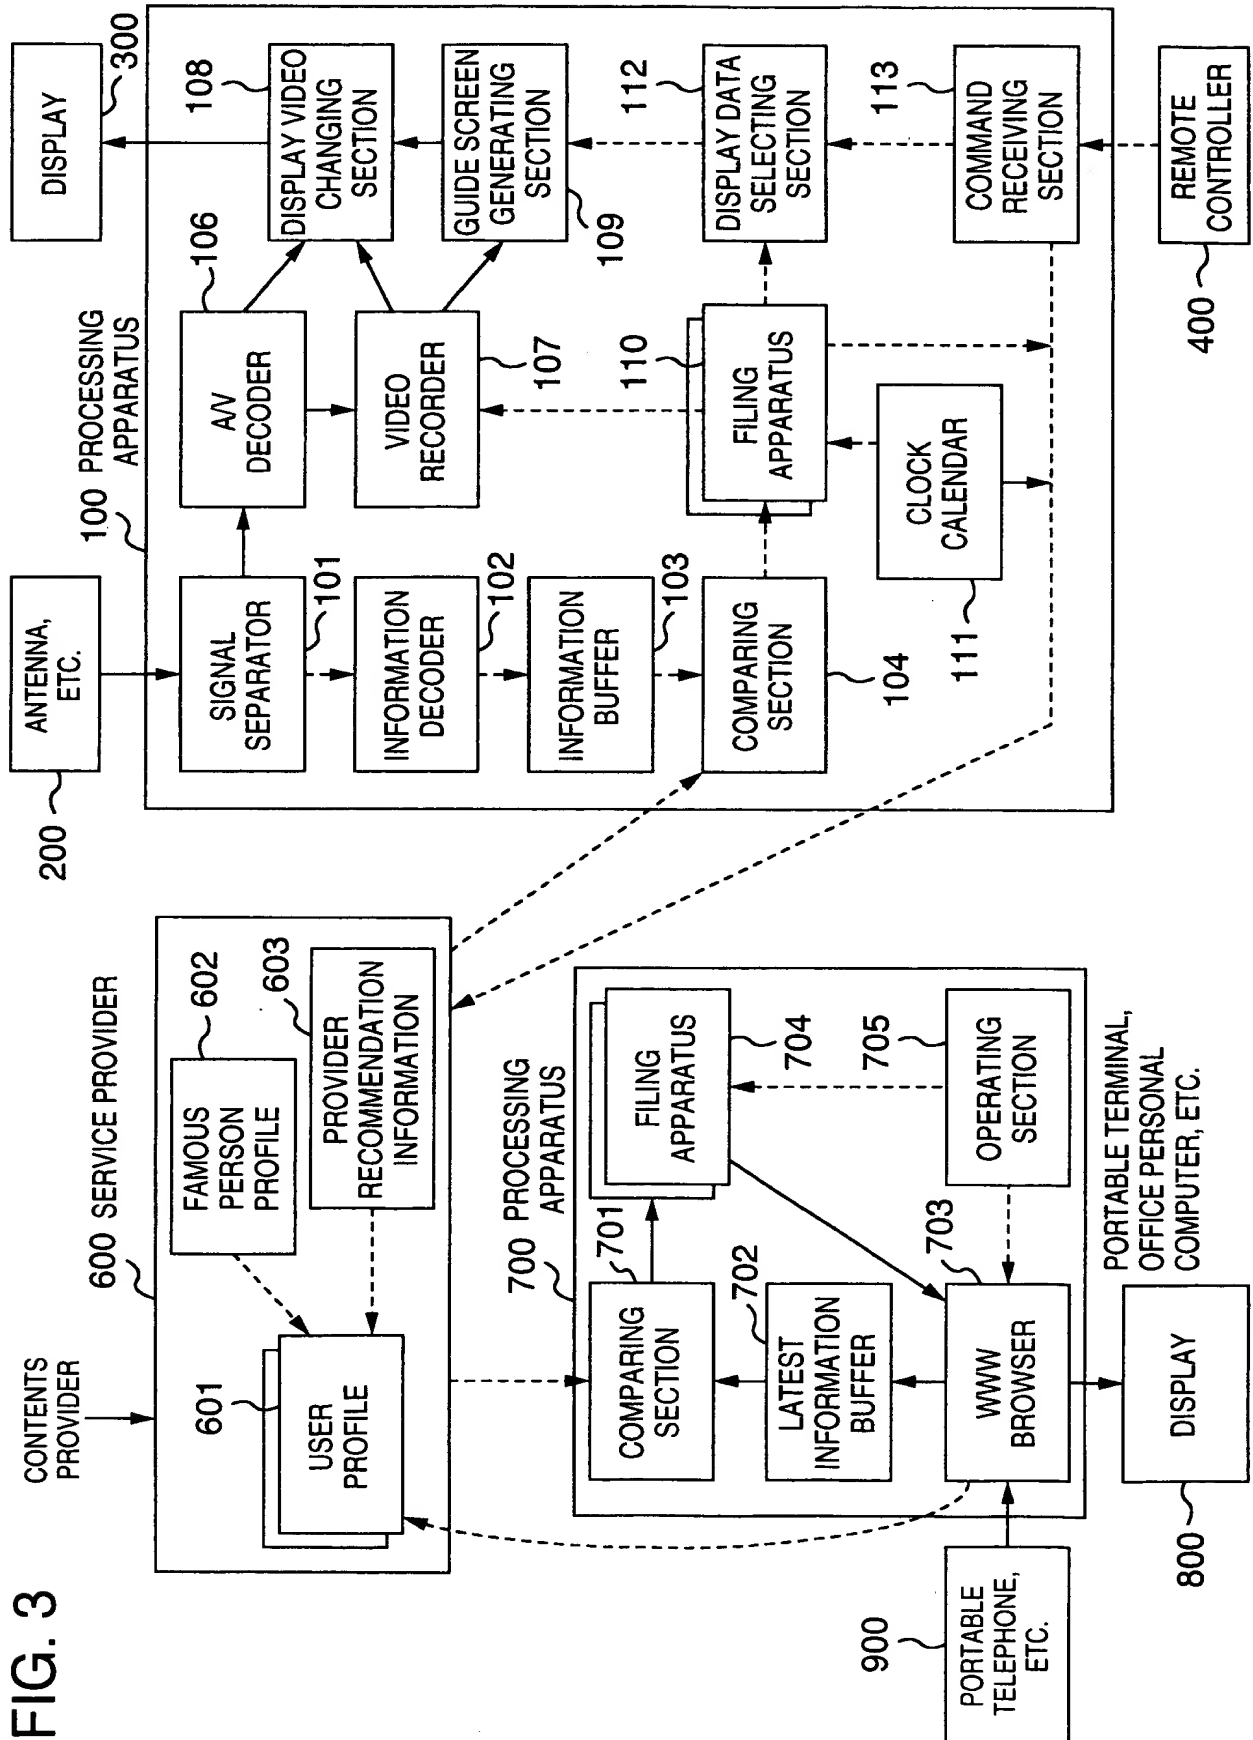 FIG. 3
CONTENTS
PROVIDER
600 SERVICE PROVIDER
601
USER
PROFILE
FAMOUS
PERSON
PROFILE
602
603
PROVIDER
RECOMMENDATION
INFORMATION
200
ANTENNA,
ETC.
100 PROCESSING
APPARATUS
DISPLAY
300
SIGNAL
SEPARATOR
101
A/V
DECODER
106
108
DISPLAY VIDEO
CHANGING
SECTION
INFORMATION
DECODER
102
VIDEO
RECORDER
107
GUIDE SCREEN
GENERATING
SECTION
109
INFORMATION
BUFFER
103
COMPARING
SECTION
104
110
FILING
APPARATUS
112
DISPLAY DATA
SELECTING
SECTION
111
CLOCK
CALENDAR
113
COMMAND
RECEIVING
SECTION
400
REMOTE
CONTROLLER
700 PROCESSING
APPARATUS
COMPARING
SECTION
701
FILING
APPARATUS
704
LATEST
INFORMATION
BUFFER
702
WWW
BROWSER
703
705
OPERATING
SECTION
900
PORTABLE
TELEPHONE,
ETC.
800
DISPLAY
PORTABLE TERMINAL,
OFFICE PERSONAL
COMPUTER, ETC.